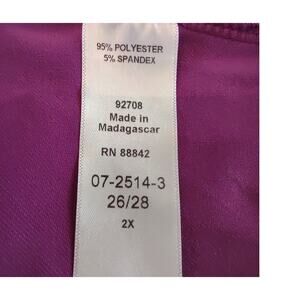 95% POLYESTER
5% SPANDEX
92708
Made in
Madagascar
RN 88842
07-2514-3
26/28
2X